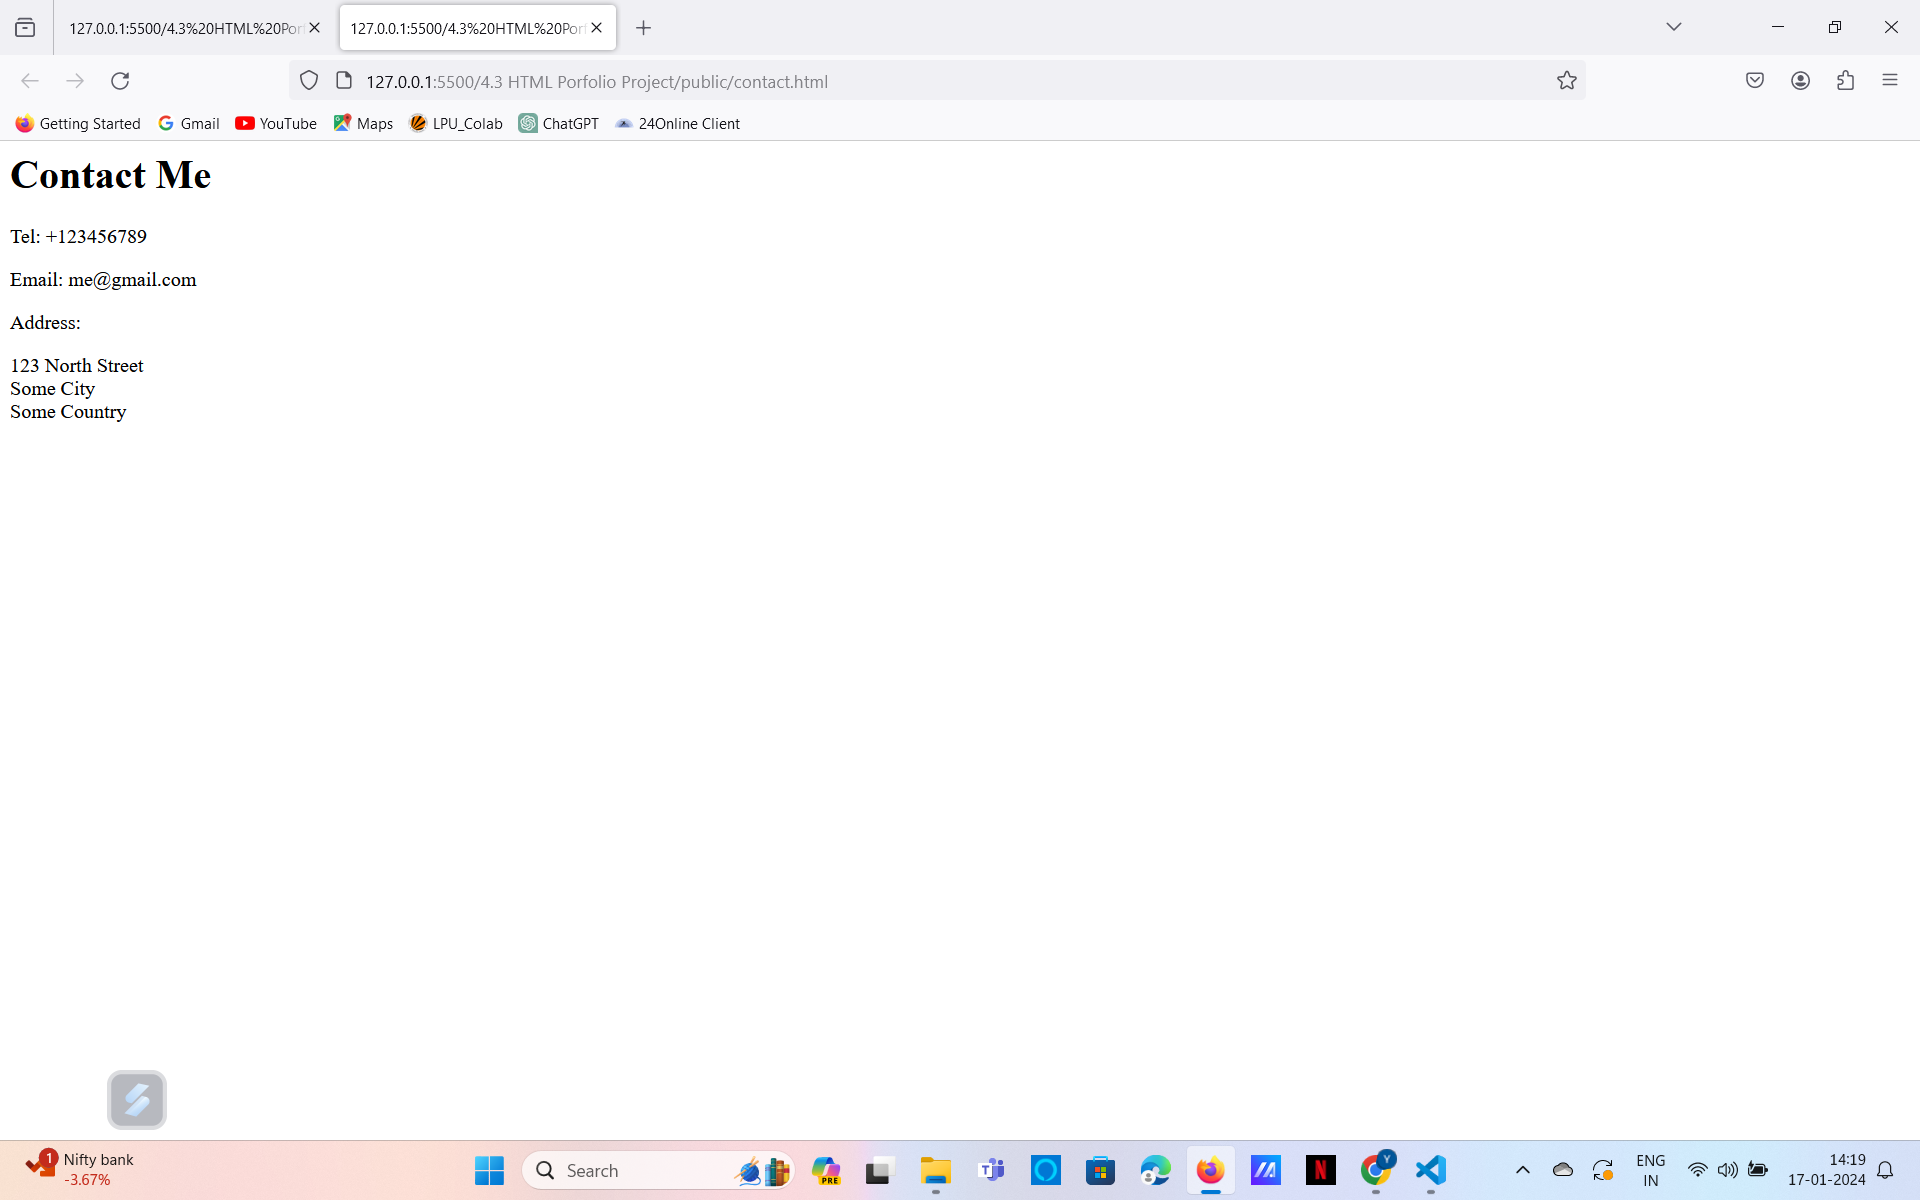 127.0.0.1:5500/4.3%20HTML%20Por
127.0.0.1:5500/4.3%20HTML%20Por
127.0.0.1:5500/4.3 HTML Porfolio Project/public/contact.html
Getting Started
Gmail
YouTube
Maps
LPU_Colab
ChatGPT
24Online Client
Contact Me
Tel: +123456789
Email: me@gmail.com
Address:
123 North Street
Some City
Some Country
1
Nifty bank
-3.67%
Search
PRE
T
N
Y
ENG
IN
14:19
17-01-2024